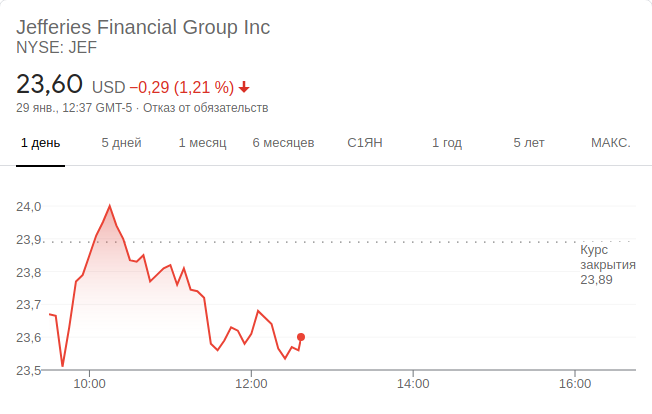 Jefferies Financial Group Inc
NYSE: JEF
23,60 USD −0,29 (1,21 %)
29 янв., 12:37 GMT-5 · Отказ от обязательств
1 день 5 дней 1 месяц 6 месяцев С1ЯН 1 год 5 лет МАКС.
24,0
23,9
Курс
закрытия
23,89
23,8
23,7
23,6
23,5
10:00 12:00 14:00 16:00